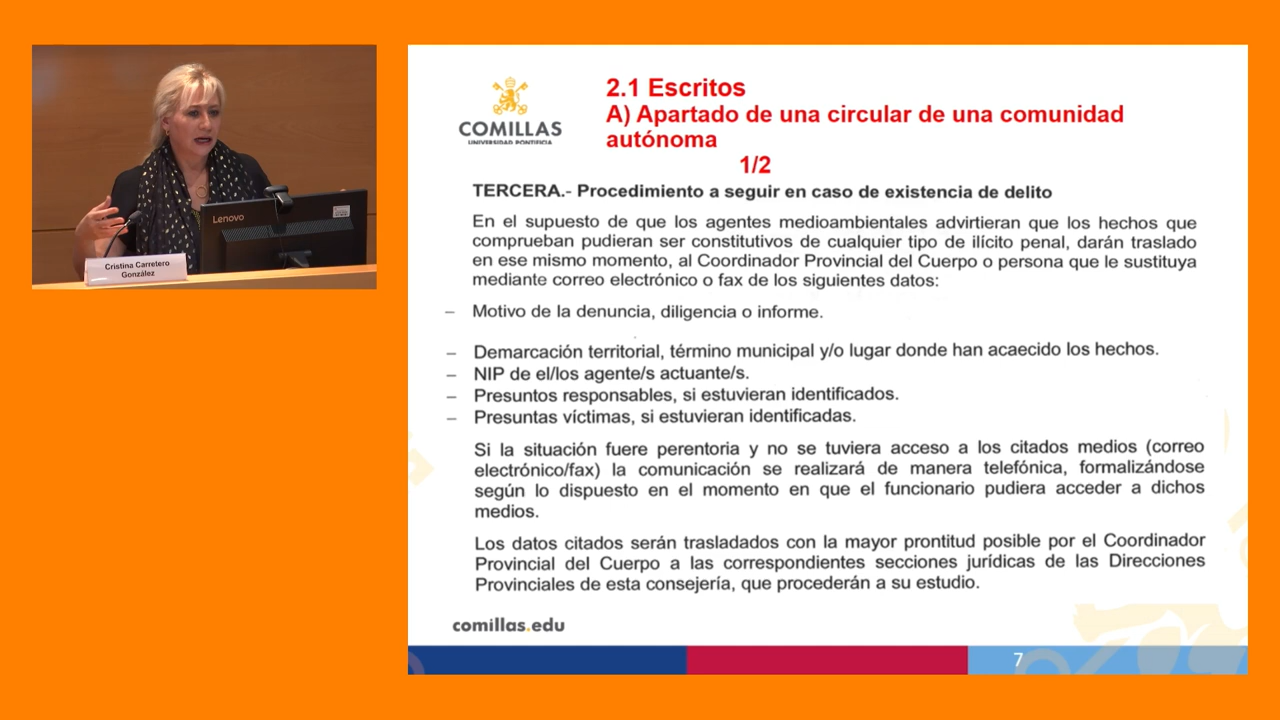 Lenovo
Cristina Carretero
González
COMILLAS
UNIVERSIDAD PONTIFICIA
2.1 Escritos
A) Apartado de una circular de una comunidad
autónoma
1/2
TERCERA.- Procedimiento a seguir en caso de existencia de delito
En el supuesto de que los agentes medioambientales advirtieran que los hechos que
comprueban pudieran ser constitutivos de cualquier tipo de ilícito penal, darán traslado
en ese mismo momento, al Coordinador Provincial del Cuerpo o persona que le sustituya
mediante correo electrónico o fax de los siguientes datos:
– Motivo de la denuncia, diligencia o informe.
– Demarcación territorial, término municipal y/o lugar donde han acaecido los hechos.
– NIP de el/los agente/s actuante/s.
– Presuntos responsables, si estuvieran identificados.
– Presuntas víctimas, si estuvieran identificadas.
Si la situación fuere perentoria y no se tuviera acceso a los citados medios (correo
electrónico/fax) la comunicación se realizará de manera telefónica, formalizándose
según lo dispuesto en el momento en que el funcionario pudiera acceder a dichos
medios.
Los datos citados serán trasladados con la mayor prontitud posible por el Coordinador
Provincial del Cuerpo a las correspondientes secciones jurídicas de las Direcciones
Provinciales de esta consejería, que procederán a su estudio.
comillas.edu
7